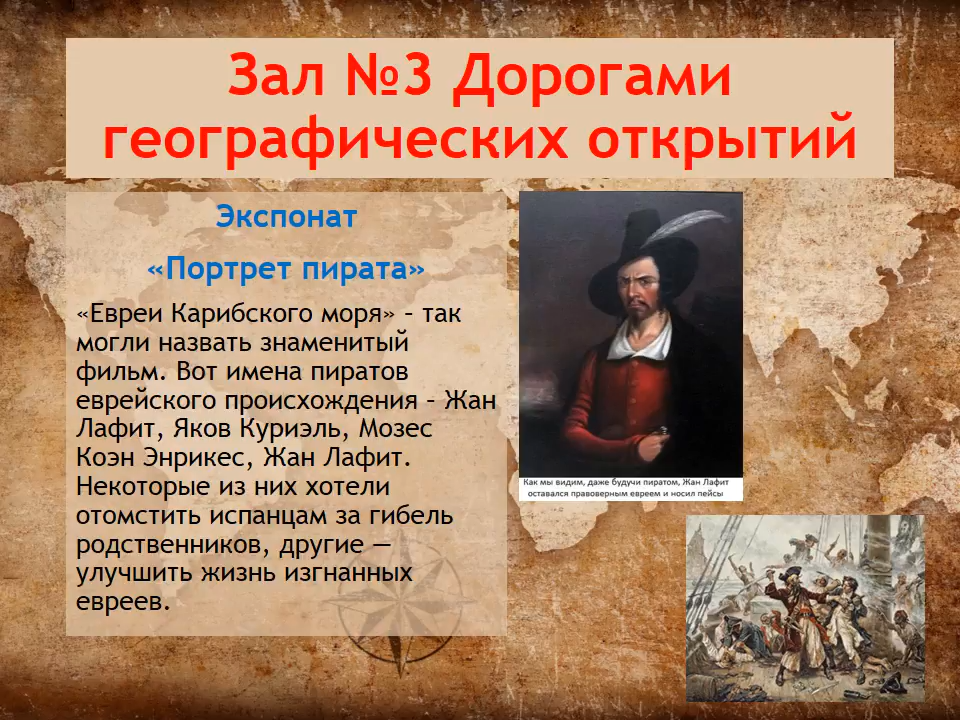 Зал №3 Дорогами
географических открытий
Экспонат
«Портрет пирата»
«Евреи Карибского моря» – так
могли назвать знаменитый
фильм. Вот имена пиратов
еврейского происхождения – Жан
Лафит, Яков Куриэль, Мозес
Коэн Энрикес, Жан Лафит.
Некоторые из них хотели
отомстить испанцам за гибель
родственников, другие —
улучшить жизнь изгнанных
евреев.
Как мы видим, даже будучи пиратом, Жан Лафит
оставался правоверным евреем и носил пейсы